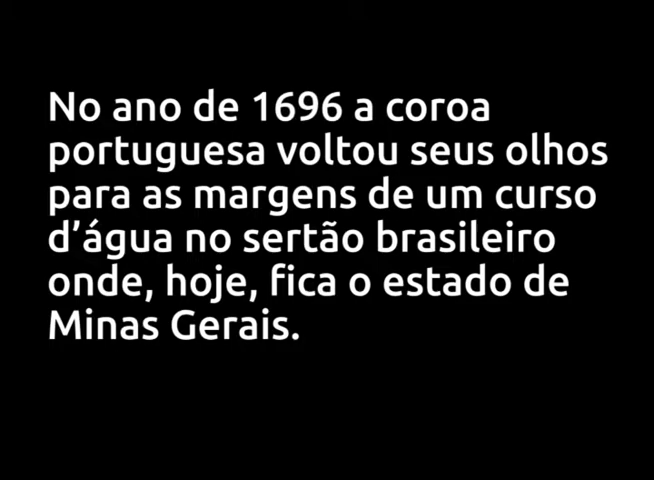 No ano de 1696 a coroa
portuguesa voltou seus olhos
para as margens de um curso
d’água no sertão brasileiro
onde, hoje, fica o estado de
Minas Gerais.